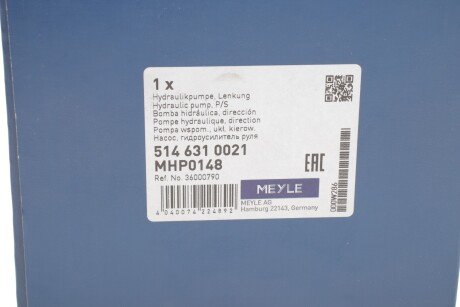 1 x
Hydraulikpumpe, Lenkung
Hydraulic pump, P/S
Bomba hidráulica, dirección
Pompe hydraulique, direction
Pompa wspom., ukł. kierow.
Насос, гидроусилитель руля
514 631 0021
MHP0148
Ref. No. 36000790
EAC
MEYLE
MEYLE AG
Hamburg 22143, Germany
4 040074 224892